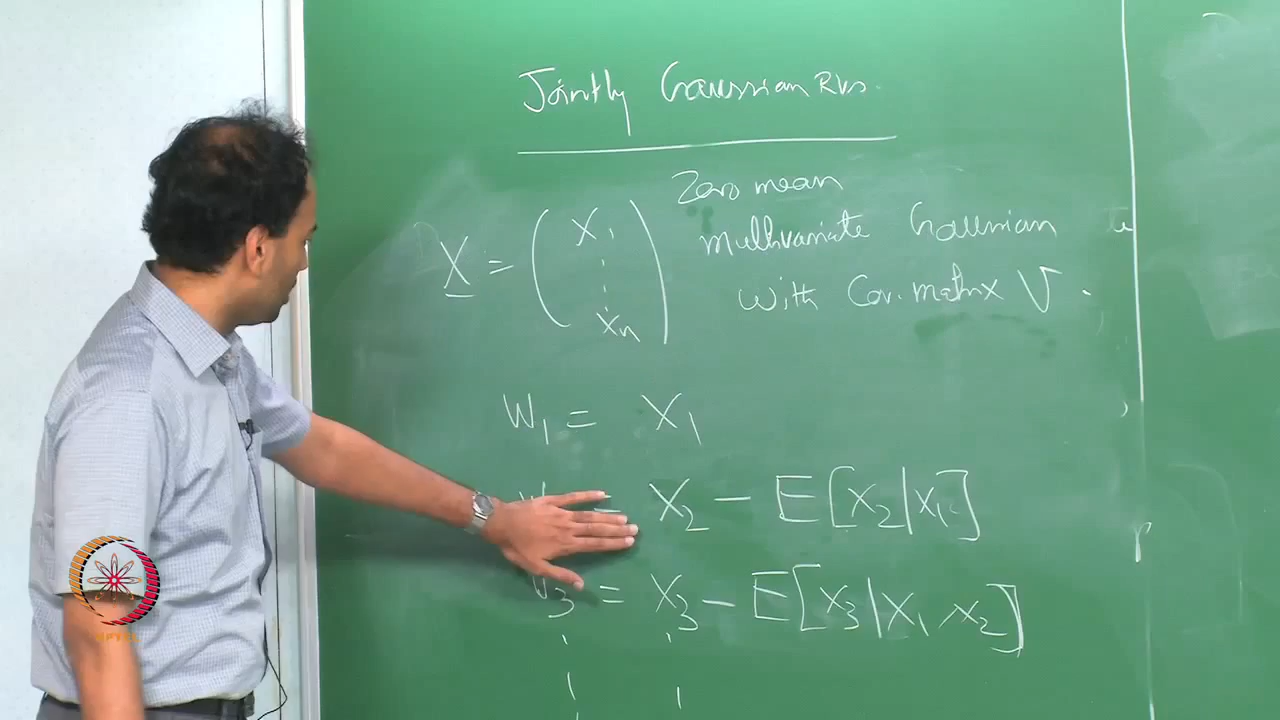 Jointly Gaussian RVs.
Zero mean
X = (X1 ⋮ Xn) multivariate Gaussian
with Cov. matrix V.
W1 = X1
W = X2 - E[X2|X1]
W3 = X3 - E[X3|X1, X2]
NPTEL